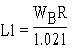 L1 = W_B R / 1.021